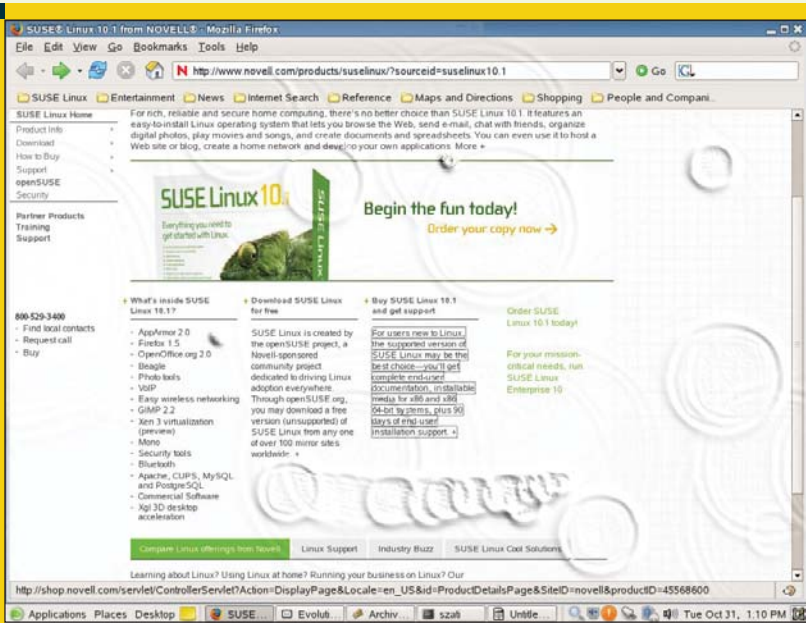 SUSE® Linux 10.1 from NOVELL® - Mozilla Firefox
File Edit View Go Bookmarks Tools Help
http://www.novell.com/products/suselinux/?sourceid=suselinux10.1
Go
SUSE Linux Entertainment News Internet Search Reference Maps and Directions Shopping People and Compani..
SUSE Linux Home
Product Info
Download
How to Buy
Support
openSUSE
Security
Partner Products
Training
Support
800-529-3400
- Find local contacts
- Request call
- Buy
For rich, reliable and secure home computing, there's no better choice than SUSE Linux 10.1. It features an
easy-to-install Linux operating system that lets you browse the Web, send e-mail, chat with friends, organize
digital photos, play movies and songs, and create documents and spreadsheets. You can even use it to host a
Web site or blog, create a home network and develop your own applications. More +
SUSE Linux 10.1
Everything you need to
get started with Linux.
SUSE Linux
Begin the fun today!
Order your copy now →
+ What's inside SUSE
Linux 10.1?
- AppArmor 2.0
- Firefox 1.5
- OpenOffice.org 2.0
- Beagle
- Photo tools
- VoIP
- Easy wireless networking
- GIMP 2.2
- Xen 3 virtualization
(preview)
- Mono
- Security tools
- Bluetooth
- Apache, CUPS, MySQL
and PostgreSQL
- Commercial Software
- Xgl 3D desktop
acceleration
+ Download SUSE Linux
for free
SUSE Linux is created by
the openSUSE project, a
Novell-sponsored
community project
dedicated to driving Linux
adoption everywhere.
Through openSUSE.org,
you may download a free
version (unsupported) of
SUSE Linux from any one
of over 100 mirror sites
worldwide. +
+ Buy SUSE Linux 10.1
and get support
For users new to Linux,
the supported version of
SUSE Linux may be the
best choice—you'll get
complete end-user
documentation, installable
media for x86 and x86
64-bit systems, plus 90
days of end-user
installation support. +
Order SUSE
Linux 10.1 today!
For your mission-
critical needs, run
SUSE Linux
Enterprise 10
Compare Linux offerings from Novell Linux Support Industry Buzz SUSE Linux Cool Solutions
Learning about Linux? Using Linux at home? Running your business on Linux? Our
http://shop.novell.com/servlet/ControllerServlet?Action=DisplayPage&Locale=en_US&id=ProductDetailsPage&SiteID=novell&productID=45568600
Applications Places Desktop SUSE... Evoluti... Archiv... szati Untitle... Tue Oct 31, 1:10 PM